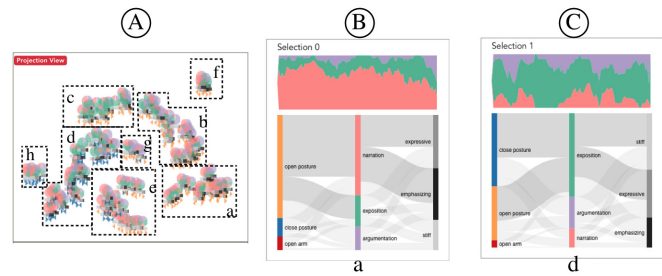 A
B
C
Projection View
f
c
b
d
g
h
e
a
Selection 0
open posture
close posture
open arm
narration
exposition
argumentation
expressive
emphasizing
stiff
a
Selection 1
close posture
open posture
open arm
exposition
argumentation
narration
stiff
expressive
emphasizing
d